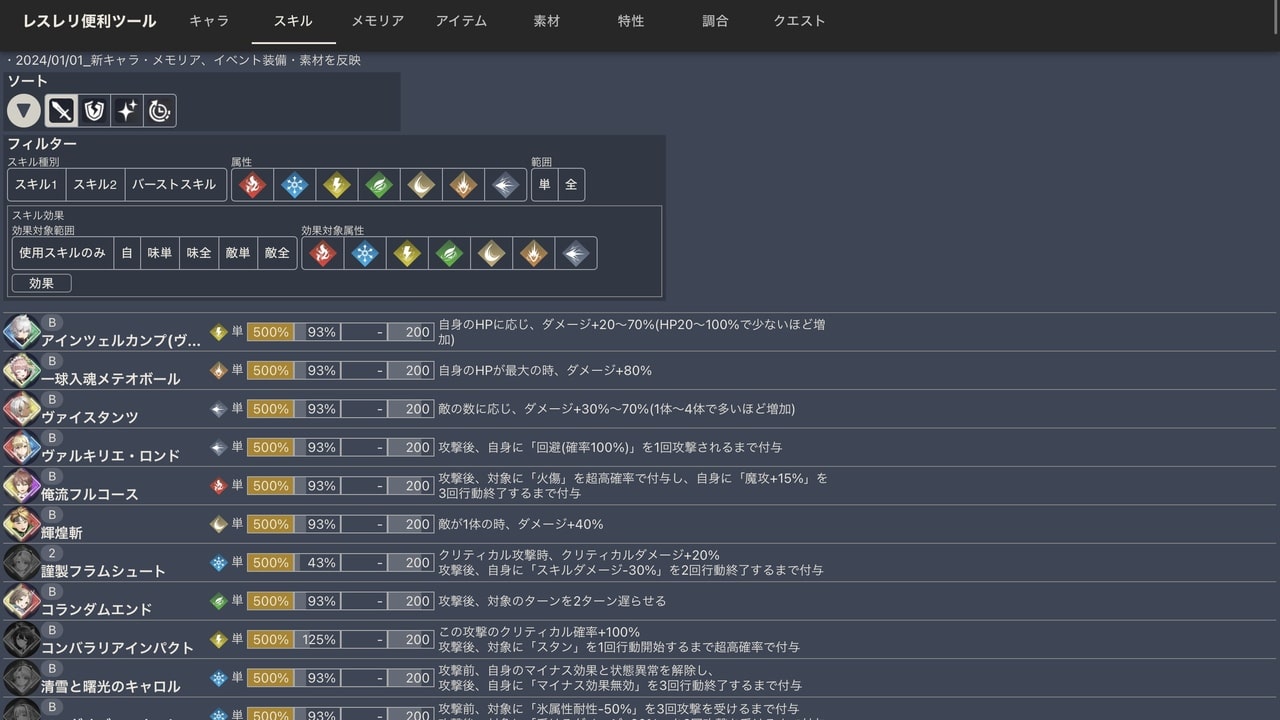 レスレリ便利ツール キャラ スキル メモリア アイテム 素材 特性 調合 クエスト
・2024/01/01_新キャラ・メモリア、イベント装備・素材を反映
ソート
フィルター
スキル種別 属性 範囲
スキル1 スキル2 バーストスキル 単 全
スキル効果
効果対象範囲 効果対象属性
使用スキルのみ 自 味単 味全 敵単 敵全
効果
B
アインツェルカンプ(ヴ... 単 500% 93% - 200 自身のHPに応じ、ダメージ+20〜70%(HP20〜100%で少ないほど増
加)
B
一球入魂メテオボール 単 500% 93% - 200 自身のHPが最大の時、ダメージ+80%
B
ヴァイスタンツ 単 500% 93% - 200 敵の数に応じ、ダメージ+30%〜70%(1体〜4体で多いほど増加)
B
ヴァルキリエ・ロンド 単 500% 93% - 200 攻撃後、自身に「回避(確率100%)」を1回攻撃されるまで付与
B
俺流フルコース 単 500% 93% - 200 攻撃後、対象に「火傷」を超高確率で付与し、自身に「魔攻+15%」を
3回行動終了するまで付与
B
輝煌斬 単 500% 93% - 200 敵が1体の時、ダメージ+40%
2
謹製フラムシュート 単 500% 43% - 200 クリティカル攻撃時、クリティカルダメージ+20%
攻撃後、自身に「スキルダメージ-30%」を2回行動終了するまで付与
B
コランダムエンド 単 500% 93% - 200 攻撃後、対象のターンを2ターン遅らせる
B
コンバラリアインパクト 単 500% 125% - 200 この攻撃のクリティカル確率+100%
攻撃後、対象に「スタン」を1回行動開始するまで超高確率で付与
B
清雪と曙光のキャロル 単 500% 93% - 200 攻撃前、自身のマイナス効果と状態異常を解除し、
攻撃後、自身に「マイナス効果無効」を3回行動終了するまで付与
B
単 500% 93% - 200 攻撃前、対象に「氷属性耐性-50%」を3回攻撃を受けるまで付与